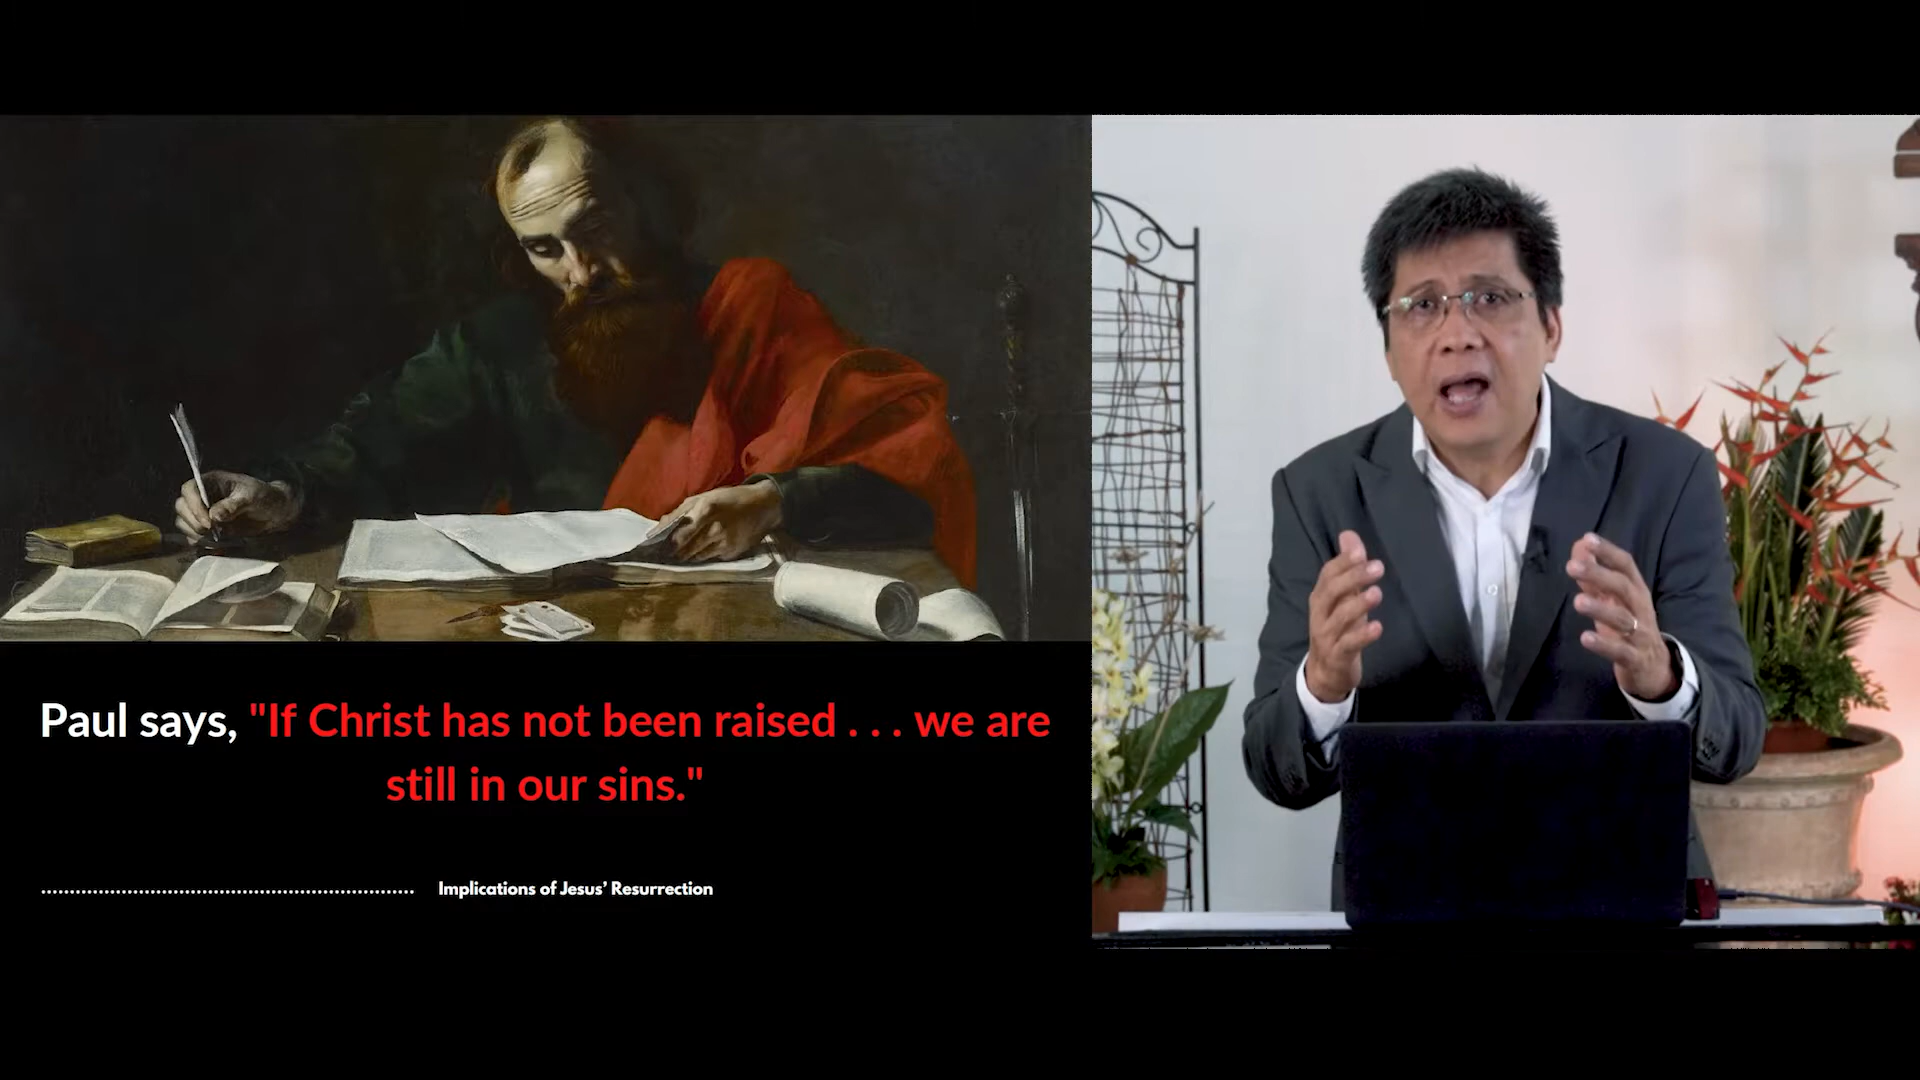 Paul says, "If Christ has not been raised . . . we are
still in our sins."
Implications of Jesus’ Resurrection